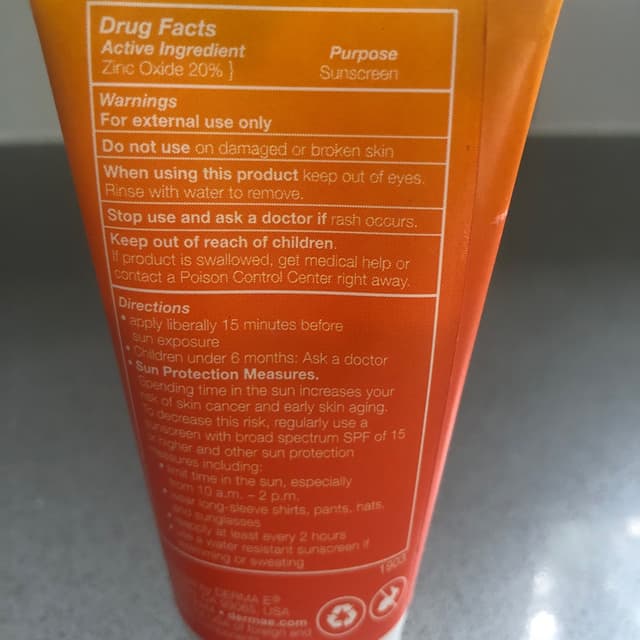 Drug Facts
Active Ingredient Purpose
Zinc Oxide 20% } Sunscreen
Warnings
For external use only
Do not use on damaged or broken skin
When using this product keep out of eyes.
Rinse with water to remove.
Stop use and ask a doctor if rash occurs.
Keep out of reach of children.
If product is swallowed, get medical help or
contact a Poison Control Center right away.
Directions
• apply liberally 15 minutes before
sun exposure
• Children under 6 months: Ask a doctor
• Sun Protection Measures.
Spending time in the sun increases your
risk of skin cancer and early skin aging.
To decrease this risk, regularly use a
sunscreen with broad spectrum SPF of 15
or higher and other sun protection
measures including:
• limit time in the sun, especially
from 10 a.m. – 2 p.m.
• wear long-sleeve shirts, pants, hats,
and sunglasses
• reapply at least every 2 hours
• use a water resistant sunscreen if
swimming or sweating
1903
by DERMA E®
USA
• dermae.com
of foreign and